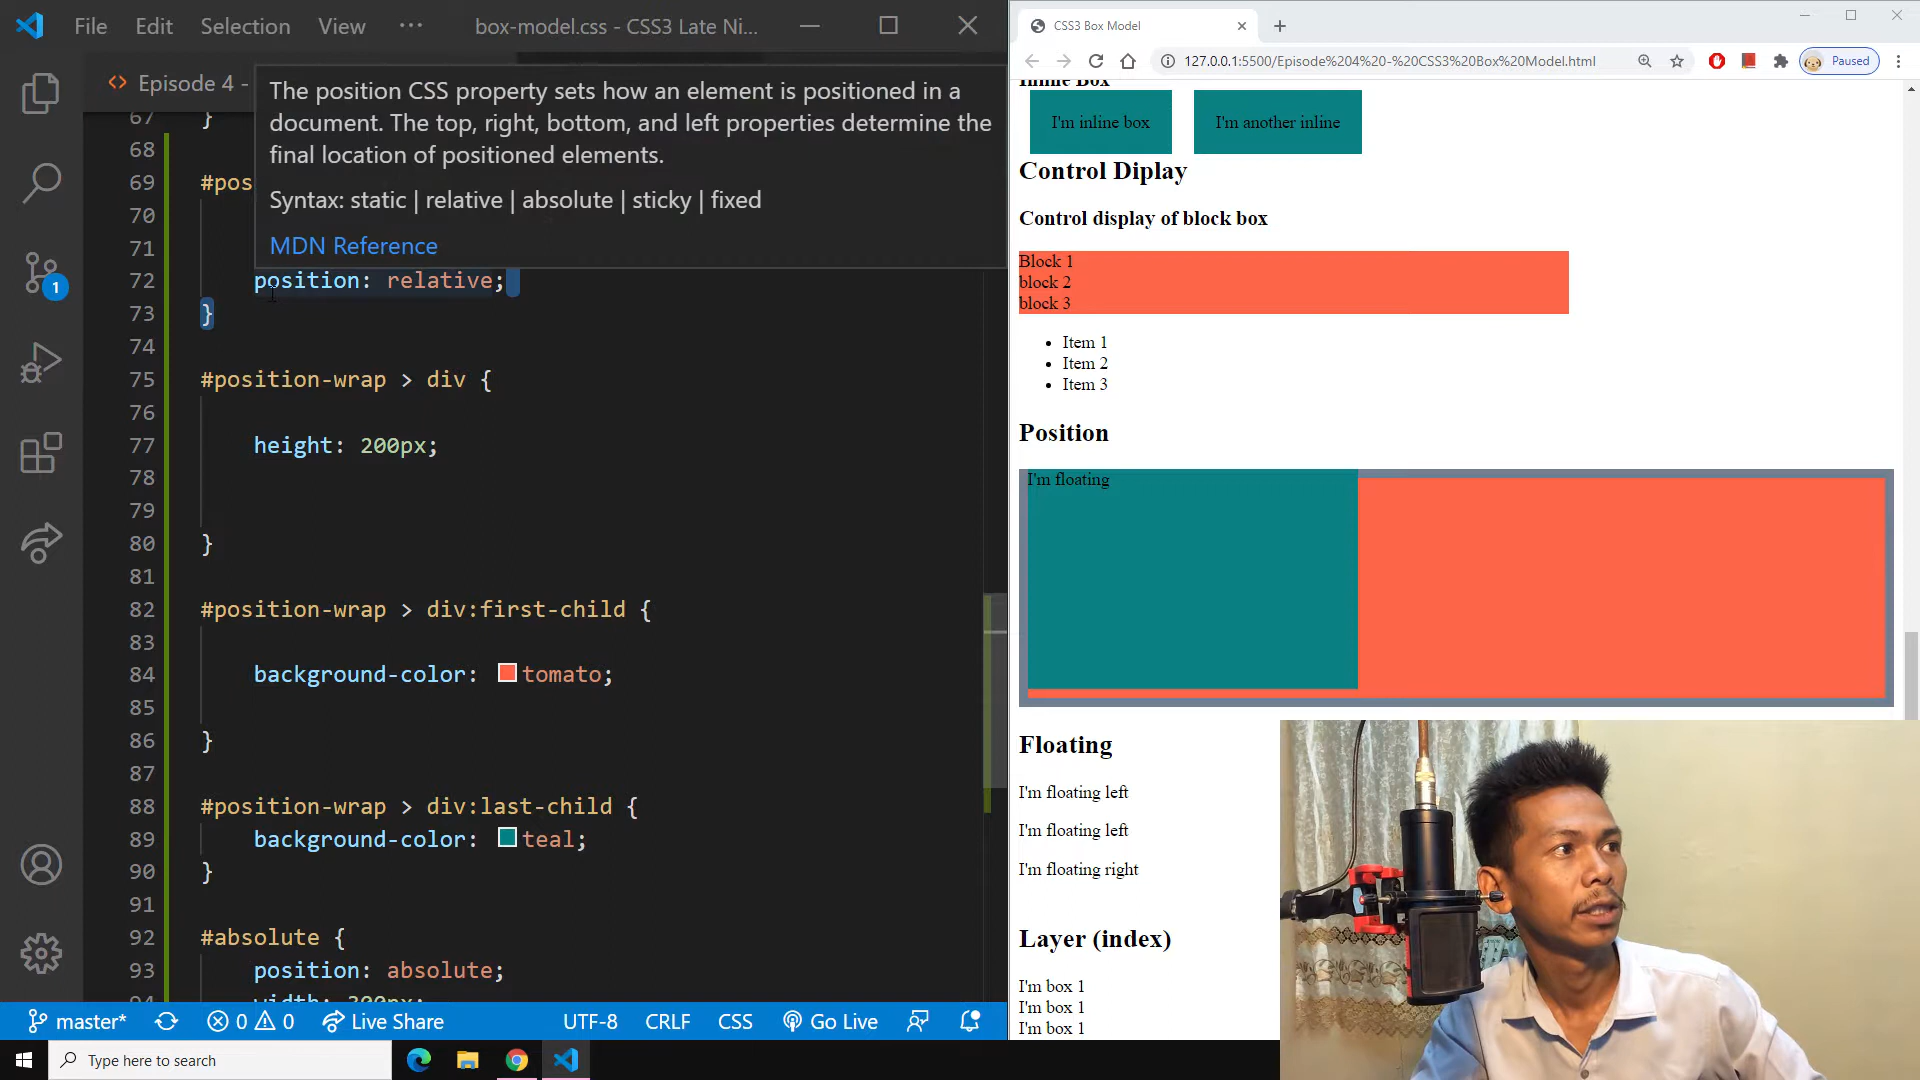 File Edit Selection View ··· box-model.css - CSS3 Late Ni...
Episode 4 -
The position CSS property sets how an element is positioned in a
document. The top, right, bottom, and left properties determine the
final location of positioned elements.
Syntax: static | relative | absolute | sticky | fixed
MDN Reference
67 }
68
69 #pos
70
71
72 position: relative;
73 }
74
75 #position-wrap > div {
76
77 height: 200px;
78
79
80 }
81
82 #position-wrap > div:first-child {
83
84 background-color: tomato;
85
86 }
87
88 #position-wrap > div:last-child {
89 background-color: teal;
90 }
91
92 #absolute {
93 position: absolute;
94 width: 300px;
1
master* 0 0 Live Share UTF-8 CRLF CSS Go Live
Type here to search
CSS3 Box Model
127.0.0.1:5500/Episode%204%20-%20CSS3%20Box%20Model.html Paused
Inline Box
I'm inline box I'm another inline
Control Diplay
Control display of block box
Block 1
block 2
block 3
Item 1
Item 2
Item 3
Position
I'm floating
Floating
I'm floating left
I'm floating left
I'm floating right
Layer (index)
I'm box 1
I'm box 1
I'm box 1